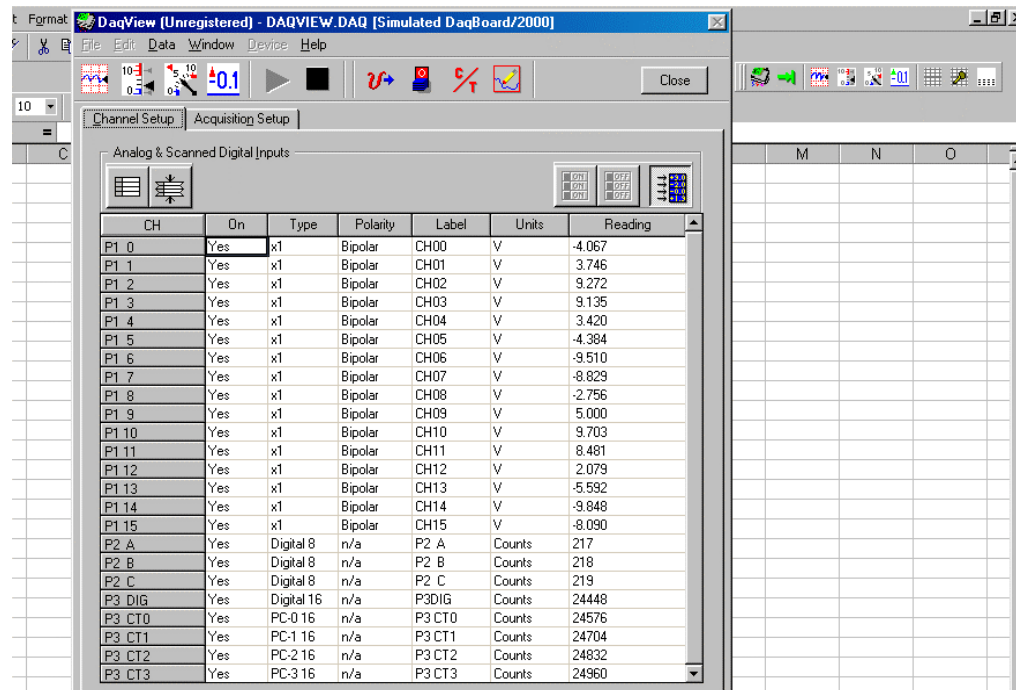 t Format
DaqView (Unregistered) - DAQVIEW.DAQ [Simulated DaqBoard/2000]
File Edit Data Window Device Help
Close
10
=
Channel Setup Acquisition Setup
C M N O
Analog & Scanned Digital Inputs
CH On Type Polarity Label Units Reading
P1 0 Yes x1 Bipolar CH00 V -4.067
P1 1 Yes x1 Bipolar CH01 V 3.746
P1 2 Yes x1 Bipolar CH02 V 9.272
P1 3 Yes x1 Bipolar CH03 V 9.135
P1 4 Yes x1 Bipolar CH04 V 3.420
P1 5 Yes x1 Bipolar CH05 V -4.384
P1 6 Yes x1 Bipolar CH06 V -9.510
P1 7 Yes x1 Bipolar CH07 V -8.829
P1 8 Yes x1 Bipolar CH08 V -2.756
P1 9 Yes x1 Bipolar CH09 V 5.000
P1 10 Yes x1 Bipolar CH10 V 9.703
P1 11 Yes x1 Bipolar CH11 V 8.481
P1 12 Yes x1 Bipolar CH12 V 2.079
P1 13 Yes x1 Bipolar CH13 V -5.592
P1 14 Yes x1 Bipolar CH14 V -9.848
P1 15 Yes x1 Bipolar CH15 V -8.090
P2 A Yes Digital 8 n/a P2 A Counts 217
P2 B Yes Digital 8 n/a P2 B Counts 218
P2 C Yes Digital 8 n/a P2 C Counts 219
P3 DIG Yes Digital 16 n/a P3DIG Counts 24448
P3 CT0 Yes PC-0 16 n/a P3 CT0 Counts 24576
P3 CT1 Yes PC-1 16 n/a P3 CT1 Counts 24704
P3 CT2 Yes PC-2 16 n/a P3 CT2 Counts 24832
P3 CT3 Yes PC-3 16 n/a P3 CT3 Counts 24960